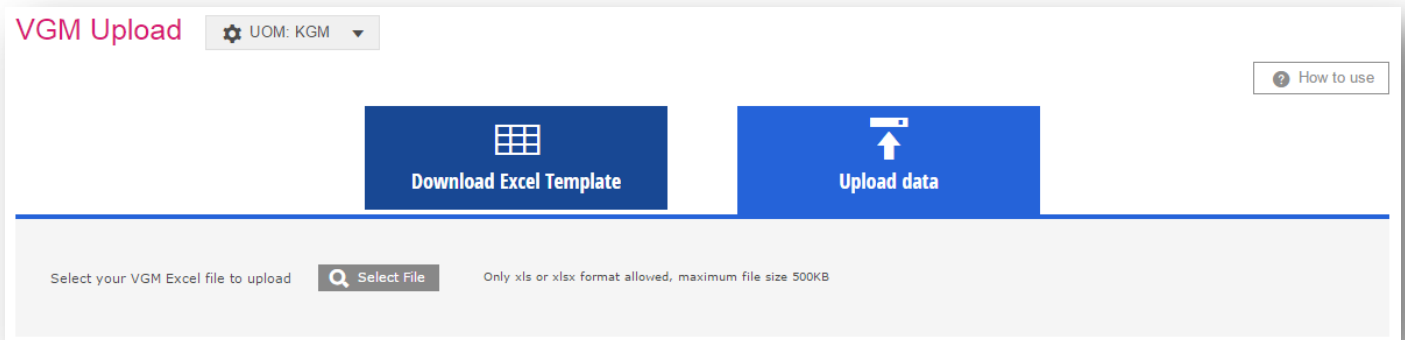 VGM Upload
UOM: KGM
How to use
Download Excel Template
Upload data
Select your VGM Excel file to upload
Select File
Only xls or xlsx format allowed, maximum file size 500KB